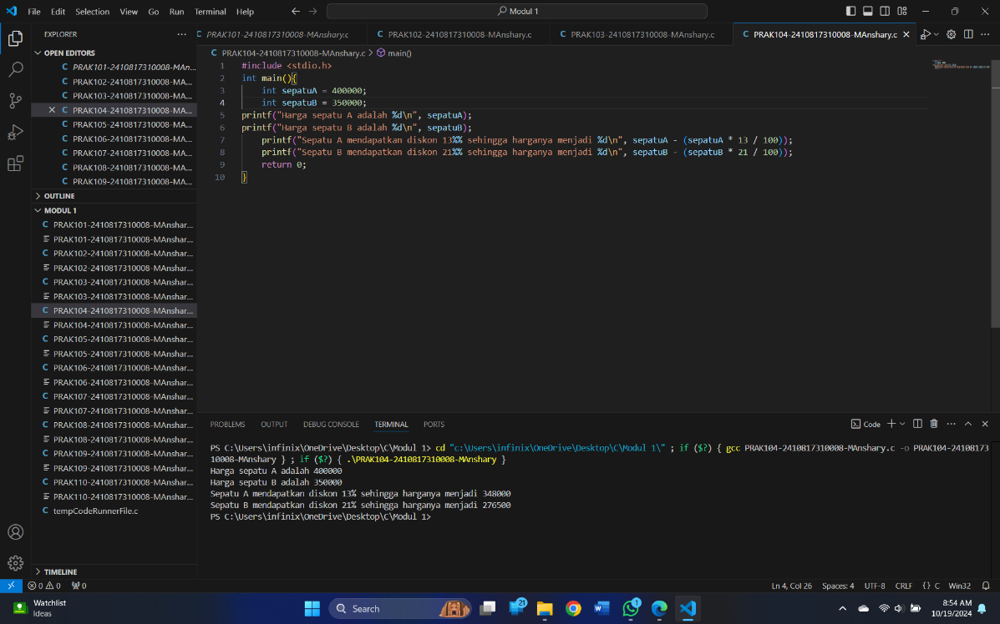 File Edit Selection View Go Run Terminal Help
Modul 1
EXPLORER
OPEN EDITORS
PRAK101-2410817310008-MAn...
PRAK102-2410817310008-MA...
PRAK103-2410817310008-MA...
PRAK104-2410817310008-MA...
PRAK105-2410817310008-MA...
PRAK106-2410817310008-MA...
PRAK107-2410817310008-MA...
PRAK108-2410817310008-MA...
PRAK109-2410817310008-MA...
OUTLINE
MODUL 1
PRAK101-2410817310008-MAnshar...
PRAK101-2410817310008-MAnshar...
PRAK102-2410817310008-MAnshar...
PRAK102-2410817310008-MAnshar...
PRAK103-2410817310008-MAnshar...
PRAK103-2410817310008-MAnshar...
PRAK104-2410817310008-MAnshar...
PRAK104-2410817310008-MAnshar...
PRAK105-2410817310008-MAnshar...
PRAK105-2410817310008-MAnshar...
PRAK106-2410817310008-MAnshar...
PRAK106-2410817310008-MAnshar...
PRAK107-2410817310008-MAnshar...
PRAK107-2410817310008-MAnshar...
PRAK108-2410817310008-MAnshar...
PRAK108-2410817310008-MAnshar...
PRAK109-2410817310008-MAnshar...
PRAK109-2410817310008-MAnshar...
PRAK110-2410817310008-MAnshar...
PRAK110-2410817310008-MAnshar...
tempCodeRunnerFile.c
TIMELINE
PRAK101-2410817310008-MAnshary.c PRAK102-2410817310008-MAnshary.c PRAK103-2410817310008-MAnshary.c PRAK104-2410817310008-MAnshary.c
PRAK104-2410817310008-MAnshary.c > main()
1 #include <stdio.h>
2 int main(){
3 int sepatuA = 400000;
4 int sepatuB = 350000;
5 printf("Harga sepatu A adalah %d\n", sepatuA);
6 printf("Harga sepatu B adalah %d\n", sepatuB);
7 printf("Sepatu A mendapatkan diskon 13%% sehingga harganya menjadi %d\n", sepatuA - (sepatuA * 13 / 100));
8 printf("Sepatu B mendapatkan diskon 21%% sehingga harganya menjadi %d\n", sepatuB - (sepatuB * 21 / 100));
9 return 0;
10 }
PROBLEMS OUTPUT DEBUG CONSOLE TERMINAL PORTS Code
PS C:\Users\infinix\OneDrive\Desktop\C\Modul 1> cd "c:\Users\infinix\OneDrive\Desktop\C\Modul 1\" ; if ($?) { gcc PRAK104-2410817310008-MAnshary.c -o PRAK104-24108173
10008-MAnshary } ; if ($?) { .\PRAK104-2410817310008-MAnshary }
Harga sepatu A adalah 400000
Harga sepatu B adalah 350000
Sepatu A mendapatkan diskon 13% sehingga harganya menjadi 348000
Sepatu B mendapatkan diskon 21% sehingga harganya menjadi 276500
PS C:\Users\infinix\OneDrive\Desktop\C\Modul 1>
0 0 0 Ln 4, Col 26 Spaces: 4 UTF-8 CRLF {} C Win32
Watchlist
Ideas
Search
21
1
8:54 AM
10/19/2024